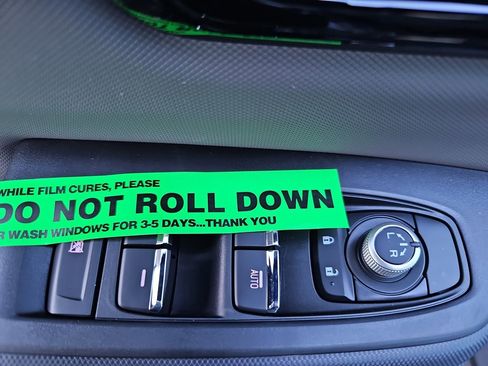 WHILE FILM CURES, PLEASE
DO NOT ROLL DOWN
R WASH WINDOWS FOR 3-5 DAYS...THANK YOU
AUTO
L R